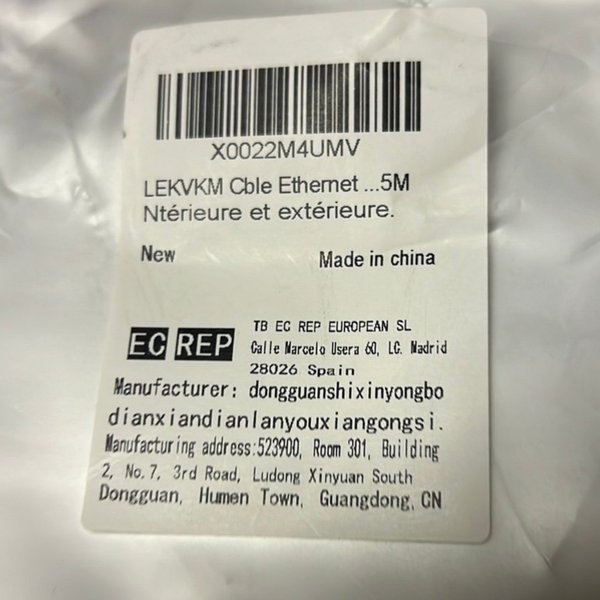 X0022M4UMV
LEKVKM Cble Ethernet ...5M
Ntérieure et extérieure.
New
Made in china
EC REP
TB EC REP EUROPEAN SL
Calle Marcelo Usera 60, LC. Madrid
28026 Spain
Manufacturer: dongguanshixinyongbo
dianxiandianlanyouxiangongsi.
Manufacturing address:523900, Room 301, Building
2, No.7, 3rd Road, Ludong Xinyuan South
Dongguan, Humen Town, Guangdong,CN